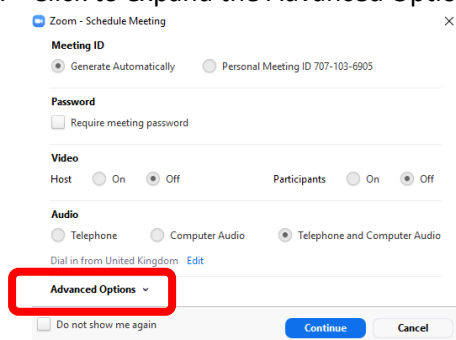 Click to expand the Advanced Optio
Zoom - Schedule Meeting
Meeting ID
Generate Automatically Personal Meeting ID 707-103-6905
Password
Require meeting password
Video
Host On Off Participants On Off
Audio
Telephone Computer Audio Telephone and Computer Audio
Dial in from United Kingdom Edit
Advanced Options
Do not show me again Continue Cancel